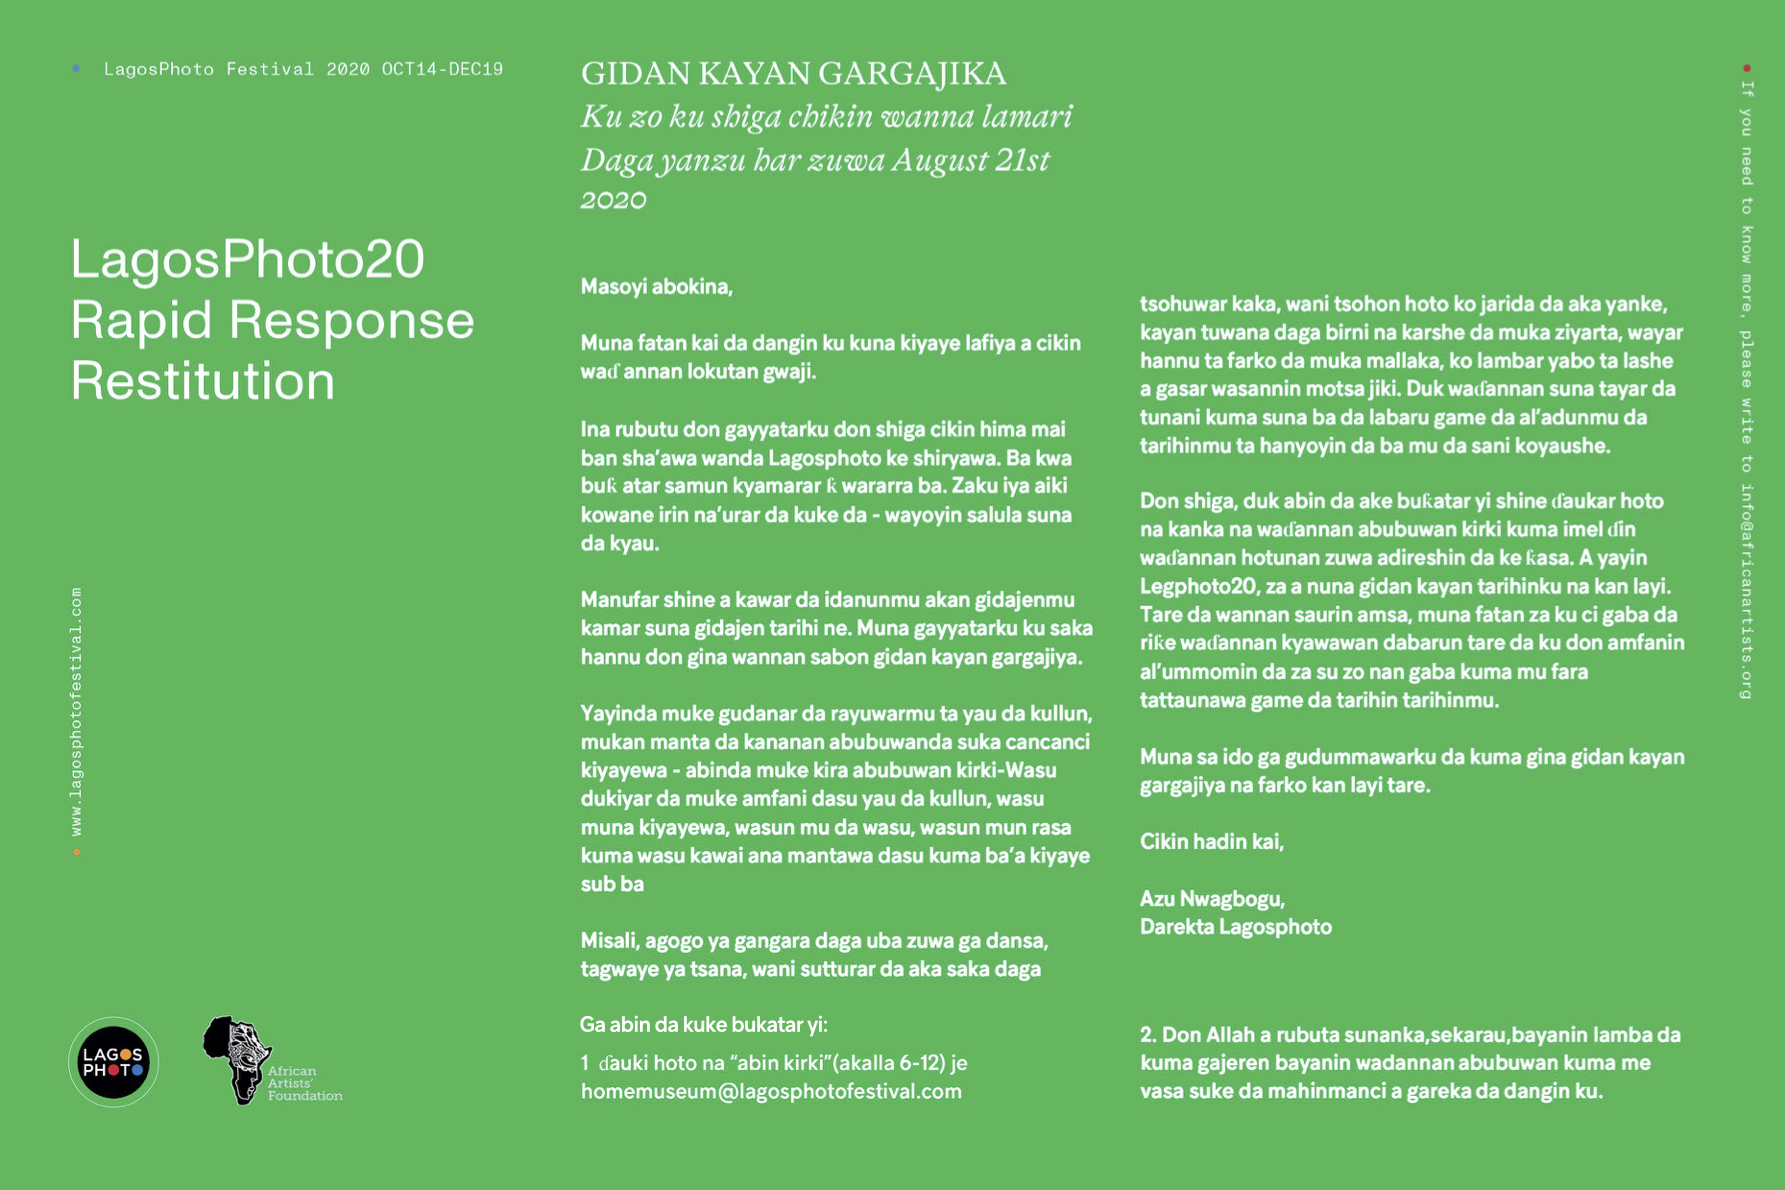 LagosPhoto Festival 2020 OCT14-DEC19
LagosPhoto20
Rapid Response
Restitution
www.lagosphotofestival.com
LAGOS
PHOTO
African
Artists’
Foundation
GIDAN KAYAN GARGAJIKA
Ku zo ku shiga chikin wanna lamari
Daga yanzu har zuwa August 21st
2020
Masoyi abokina,
Muna fatan kai da dangin ku kuna kiyaye lafiya a cikin
waɗ annan lokutan gwaji.
Ina rubutu don gayyatarku don shiga cikin hima mai
ban sha’awa wanda Lagosphoto ke shiryawa. Ba kwa
buƙ atar samun kyamarar ƙ wararra ba. Zaku iya aiki
kowane irin na’urar da kuke da - wayoyin salula suna
da kyau.
Manufar shine a kawar da idanunmu akan gidajenmu
kamar suna gidajen tarihi ne. Muna gayyatarku ku saka
hannu don gina wannan sabon gidan kayan gargajiya.
Yayinda muke gudanar da rayuwarmu ta yau da kullun,
mukan manta da kananan abubuwanda suka cancanci
kiyayewa - abinda muke kira abubuwan kirki-Wasu
dukiyar da muke amfani dasu yau da kullun, wasu
muna kiyayewa, wasun mu da wasu, wasun mun rasa
kuma wasu kawai ana mantawa dasu kuma ba’a kiyaye
sub ba
Misali, agogo ya gangara daga uba zuwa ga dansa,
tagwaye ya tsana, wani sutturar da aka saka daga
tsohuwar kaka, wani tsohon hoto ko jarida da aka yanke,
kayan tuwana daga birni na karshe da muka ziyarta, wayar
hannu ta farko da muka mallaka, ko lambar yabo ta lashe
a gasar wasannin motsa jiki. Duk waɗannan suna tayar da
tunani kuma suna ba da labaru game da al’adunmu da
tarihinmu ta hanyoyin da ba mu da sani koyaushe.
Don shiga, duk abin da ake buƙatar yi shine ɗaukar hoto
na kanka na waɗannan abubuwan kirki kuma imel ɗin
waɗannan hotunan zuwa adireshin da ke ƙasa. A yayin
Legphoto20, za a nuna gidan kayan tarihinku na kan layi.
Tare da wannan saurin amsa, muna fatan za ku ci gaba da
riƙe waɗannan kyawawan dabarun tare da ku don amfanin
al’ummomin da za su zo nan gaba kuma mu fara
tattaunawa game da tarihin tarihinmu.
Muna sa ido ga gudummawarku da kuma gina gidan kayan
gargajiya na farko kan layi tare.
Cikin hadin kai,
Azu Nwagbogu,
Darekta Lagosphoto
Ga abin da kuke bukatar yi:
1 ɗauki hoto na “abin kirki”(akalla 6-12) je
homemuseum@lagosphotofestival.com
2. Don Allah a rubuta sunanka,sekarau,bayanin lamba da
kuma gajeren bayanin wadannan abubuwan kuma me
vasa suke da mahinmanci a gareka da dangin ku.
If you need to know more, please write to info@africanartists.org